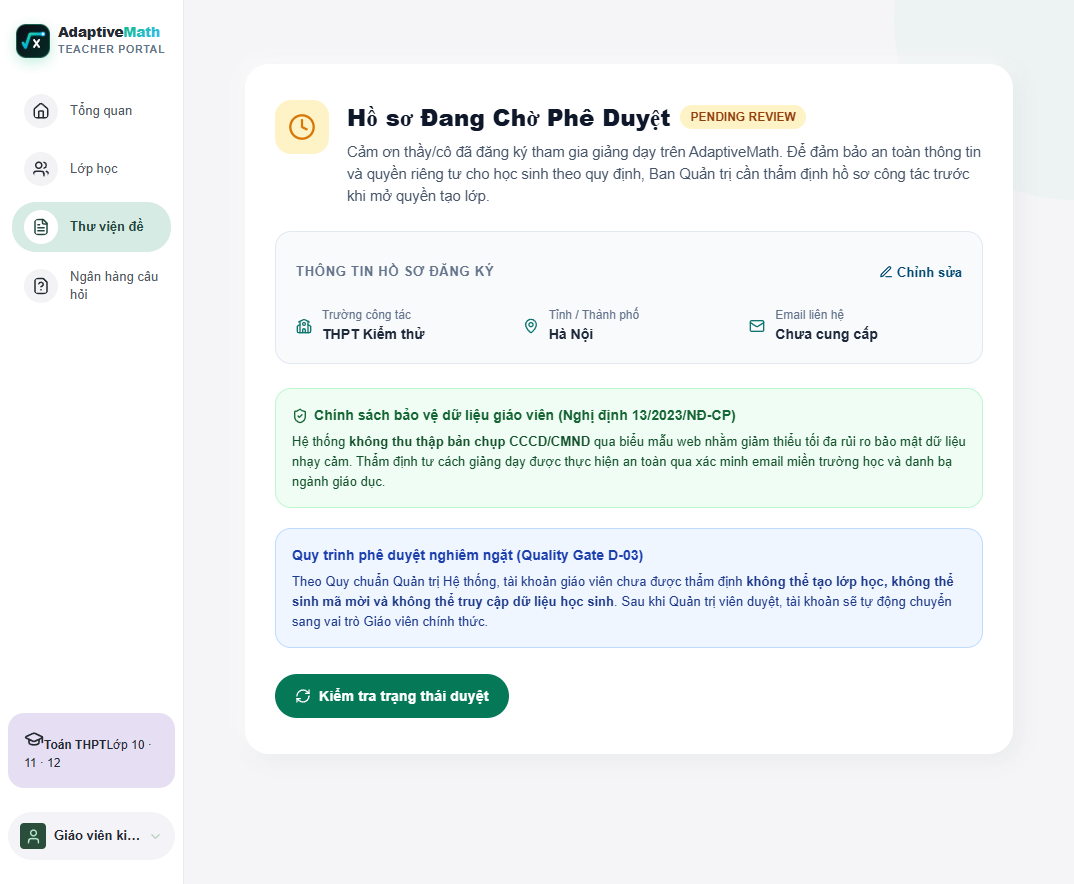 AdaptiveMath
TEACHER PORTAL
Tổng quan
Lớp học
Thư viện đề
Ngân hàng câu
hỏi
Toán THPTLớp 10 ·
11 · 12
Giáo viên ki...
Hồ sơ Đang Chờ Phê Duyệt
PENDING REVIEW
Cảm ơn thầy/cô đã đăng ký tham gia giảng dạy trên AdaptiveMath. Để đảm bảo an toàn thông tin
và quyền riêng tư cho học sinh theo quy định, Ban Quản trị cần thẩm định hồ sơ công tác trước
khi mở quyền tạo lớp.
THÔNG TIN HỒ SƠ ĐĂNG KÝ
Chỉnh sửa
Trường công tác
THPT Kiểm thử
Tỉnh / Thành phố
Hà Nội
Email liên hệ
Chưa cung cấp
Chính sách bảo vệ dữ liệu giáo viên (Nghị định 13/2023/NĐ-CP)
Hệ thống không thu thập bản chụp CCCD/CMND qua biểu mẫu web nhằm giảm thiểu tối đa rủi ro bảo mật dữ liệu
nhạy cảm. Thẩm định tư cách giảng dạy được thực hiện an toàn qua xác minh email miền trường học và danh bạ
ngành giáo dục.
Quy trình phê duyệt nghiêm ngặt (Quality Gate D-03)
Theo Quy chuẩn Quản trị Hệ thống, tài khoản giáo viên chưa được thẩm định không thể tạo lớp học, không thể
sinh mã mời và không thể truy cập dữ liệu học sinh. Sau khi Quản trị viên duyệt, tài khoản sẽ tự động chuyển
sang vai trò Giáo viên chính thức.
Kiểm tra trạng thái duyệt